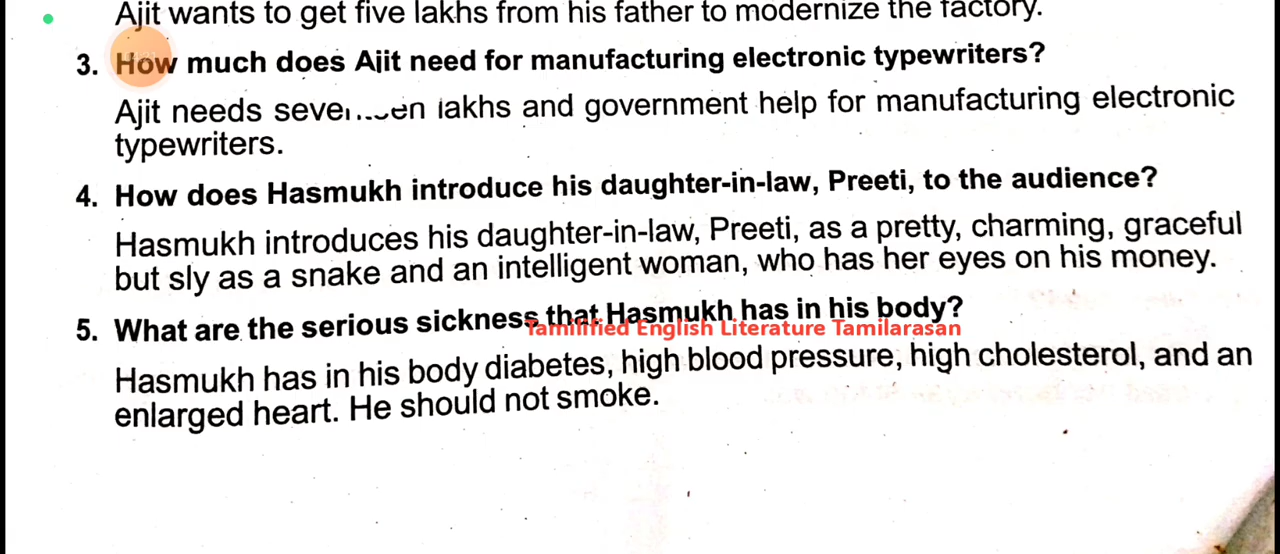 Ajit wants to get five lakhs from his father to modernize the factory.
3. How much does Ajit need for manufacturing electronic typewriters?
Ajit needs lakhs and government help for manufacturing electronic
typewriters.
4. How does Hasmukh introduce his daughter-in-law, Preeti, to the audience?
Hasmukh introduces his daughter-in-law, Preeti, as a pretty, charming, graceful
but sly as a snake and an intelligent woman, who has her eyes on his money.
5. What are the serious sickness that Hasmukh has in his body?
Tamilified English Literature Tamilarasan
Hasmukh has in his body diabetes, high blood pressure, high cholesterol, and an
enlarged heart. He should not smoke.